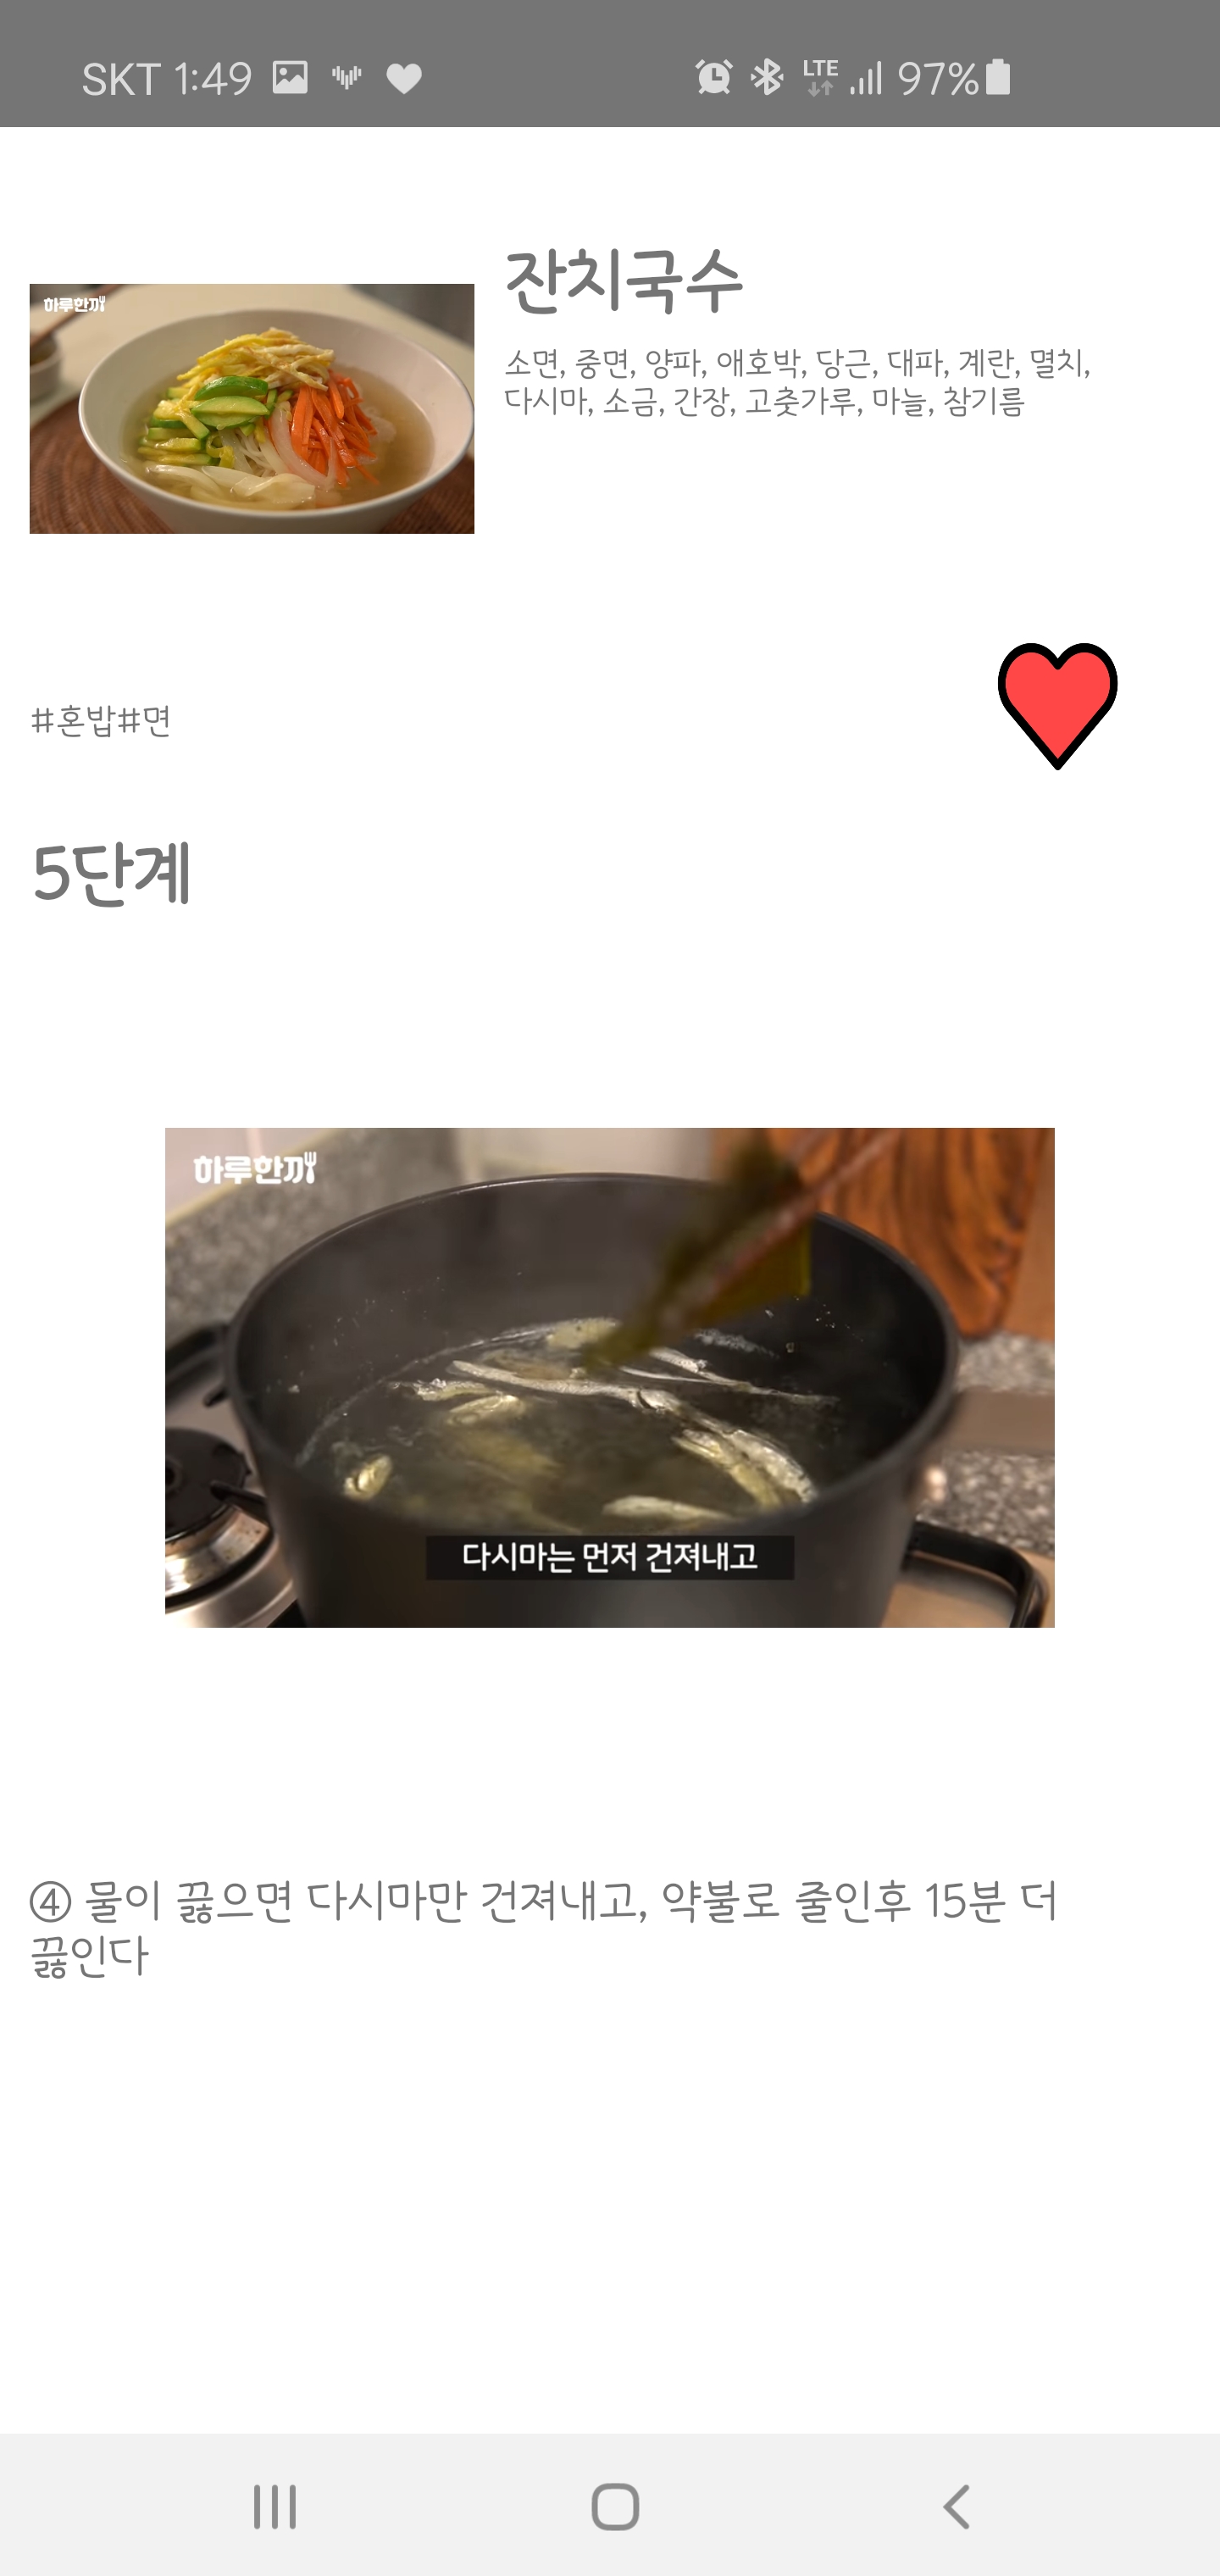 SKT 1:49 LTE 97%
하루한끼
잔치국수
소면, 중면, 양파, 애호박, 당근, 대파, 계란, 멸치,
다시마, 소금, 간장, 고춧가루, 마늘, 참기름
#혼밥#면
5단계
하루한끼
다시마는 먼저 건져내고
④ 물이 끓으면 다시마만 건져내고, 약불로 줄인후 15분 더
끓인다